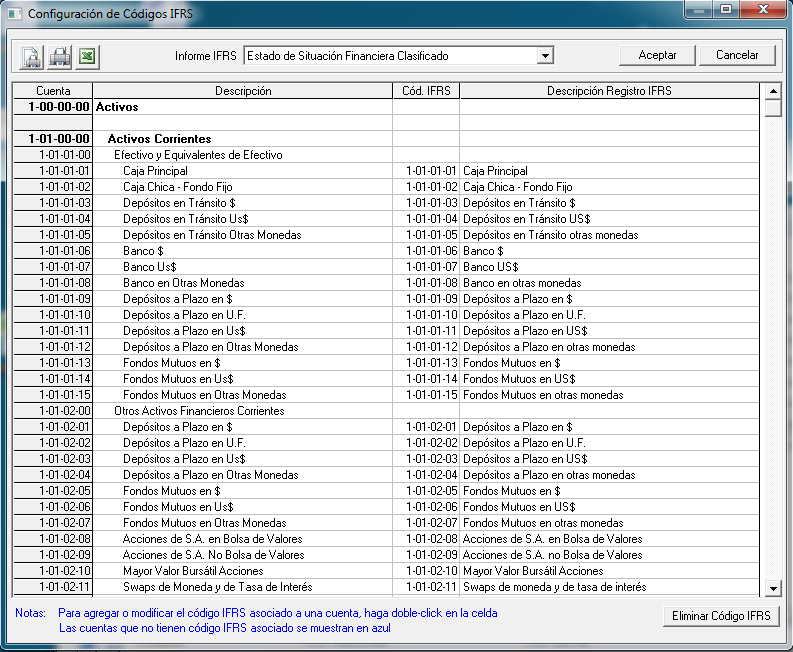 Configuración de Códigos IFRS
Informe IFRS Estado de Situación Financiera Clasificado Aceptar Cancelar
Cuenta Descripción Cód. IFRS Descripción Registro IFRS
1-00-00-00 Activos
1-01-00-00 Activos Corrientes
1-01-01-00 Efectivo y Equivalentes de Efectivo
1-01-01-01 Caja Principal 1-01-01-01 Caja Principal
1-01-01-02 Caja Chica - Fondo Fijo 1-01-01-02 Caja Chica - Fondo Fijo
1-01-01-03 Depósitos en Tránsito $ 1-01-01-03 Depósitos en Tránsito $
1-01-01-04 Depósitos en Tránsito Us$ 1-01-01-04 Depósitos en Tránsito US$
1-01-01-05 Depósitos en Tránsito Otras Monedas 1-01-01-05 Depósitos en Tránsito otras monedas
1-01-01-06 Banco $ 1-01-01-06 Banco $
1-01-01-07 Banco Us$ 1-01-01-07 Banco US$
1-01-01-08 Banco en Otras Monedas 1-01-01-08 Banco en otras monedas
1-01-01-09 Depósitos a Plazo en $ 1-01-01-09 Depósitos a Plazo en $
1-01-01-10 Depósitos a Plazo en U.F. 1-01-01-10 Depósitos a Plazo en U.F.
1-01-01-11 Depósitos a Plazo en Us$ 1-01-01-11 Depósitos a Plazo en US$
1-01-01-12 Depósitos a Plazo en Otras Monedas 1-01-01-12 Depósitos a Plazo en otras monedas
1-01-01-13 Fondos Mutuos en $ 1-01-01-13 Fondos Mutuos en $
1-01-01-14 Fondos Mutuos en Us$ 1-01-01-14 Fondos Mutuos en US$
1-01-01-15 Fondos Mutuos en Otras Monedas 1-01-01-15 Fondos Mutuos en otras monedas
1-01-02-00 Otros Activos Financieros Corrientes
1-01-02-01 Depósitos a Plazo en $ 1-01-02-01 Depósitos a Plazo en $
1-01-02-02 Depósitos a Plazo en U.F. 1-01-02-02 Depósitos a Plazo en U.F.
1-01-02-03 Depósitos a Plazo en Us$ 1-01-02-03 Depósitos a Plazo en US$
1-01-02-04 Depósitos a Plazo en Otras Monedas 1-01-02-04 Depósitos a Plazo en otras monedas
1-01-02-05 Fondos Mutuos en $ 1-01-02-05 Fondos Mutuos en $
1-01-02-06 Fondos Mutuos en Us$ 1-01-02-06 Fondos Mutuos en US$
1-01-02-07 Fondos Mutuos en Otras Monedas 1-01-02-07 Fondos Mutuos en otras monedas
1-01-02-08 Acciones de S.A. en Bolsa de Valores 1-01-02-08 Acciones de S.A. en Bolsa de Valores
1-01-02-09 Acciones de S.A. No Bolsa de Valores 1-01-02-09 Acciones de S.A. no Bolsa de Valores
1-01-02-10 Mayor Valor Bursátil Acciones 1-01-02-10 Mayor Valor Bursátil Acciones
1-01-02-11 Swaps de Moneda y de Tasa de Interés 1-01-02-11 Swaps de moneda y de tasa de interés
Notas: Para agregar o modificar el código IFRS asociado a una cuenta, haga doble-click en la celda
Las cuentas que no tienen código IFRS asociado se muestran en azul
Eliminar Código IFRS